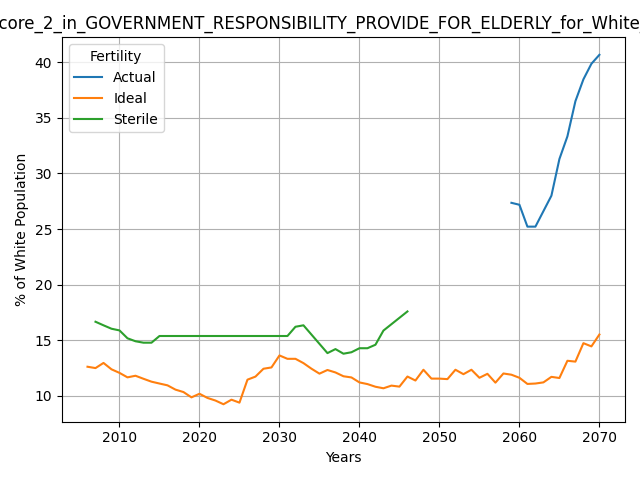 core_2_in_GOVERNMENT_RESPONSIBILITY_PROVIDE_FOR_ELDERLY_for_White_
Fertility
Actual
Ideal
Sterile
% of White Population
40
35
30
25
20
15
10
2010 2020 2030 2040 2050 2060 2070
Years